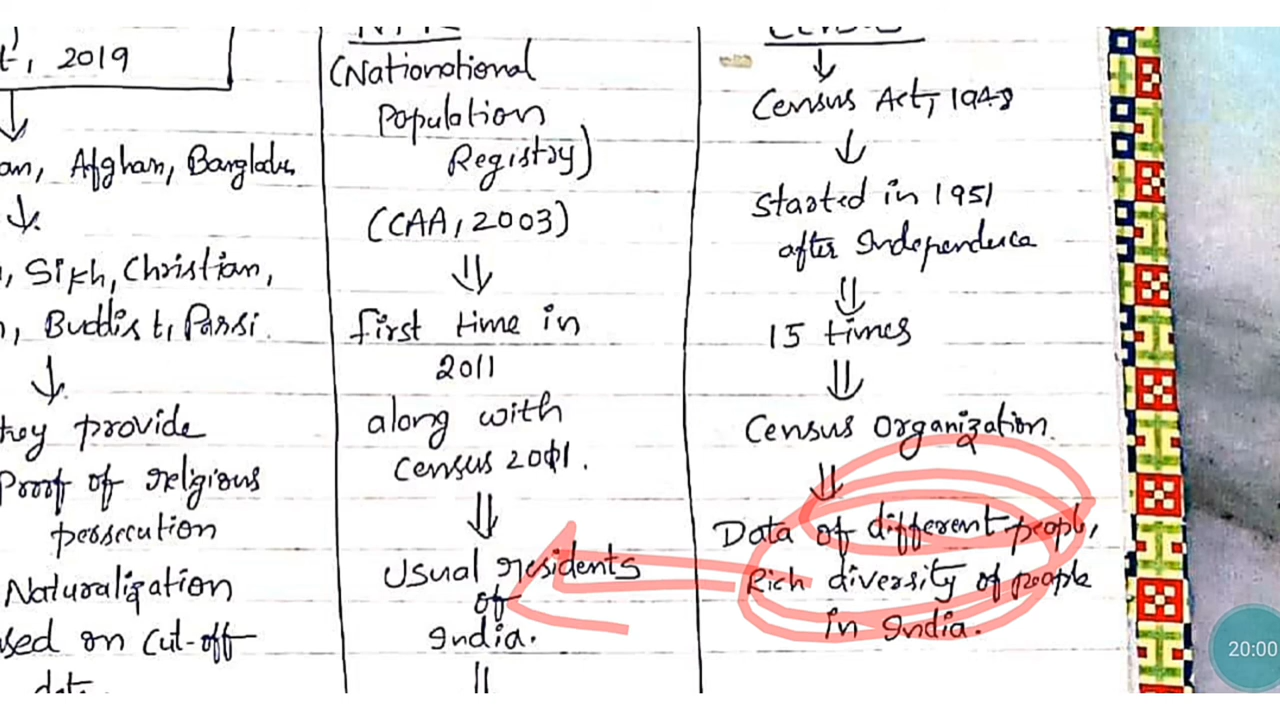 t, 2019
an, Afghan, Banglade
, Sikh, Christian,
n, Buddist, Parsi.
they provide
Proof of religious
persecution
Naturalization
sed on cut-off
date
(Nationational
Population
Registry)
(CAA, 2003)
first time in
2011
along with
Census 2011.
Usual residents
of
India.
Census Act, 1948
Started in 1951
after Independence
15 times
Census Organization.
Data of different people,
Rich diversity of people
in India.
20:00